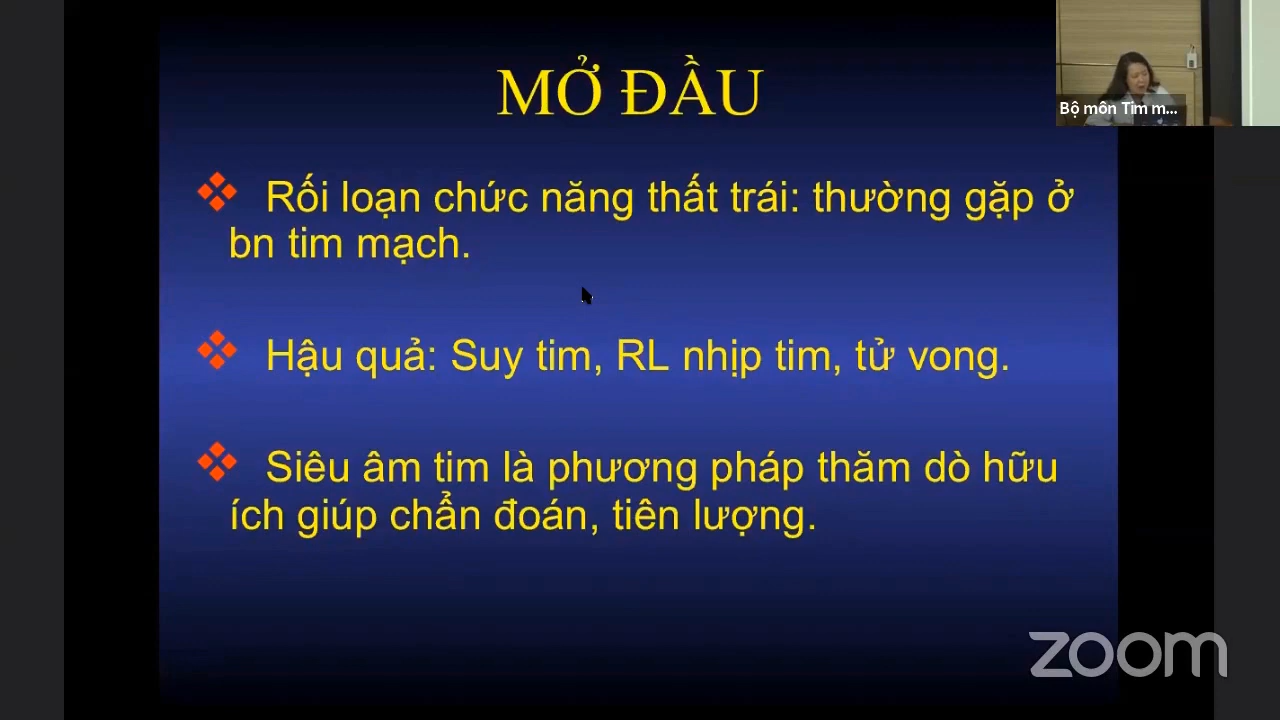 MỞ ĐẦU
Bộ môn Tim m...
Rối loạn chức năng thất trái: thường gặp ở
bn tim mạch.
Hậu quả: Suy tim, RL nhịp tim, tử vong.
Siêu âm tim là phương pháp thăm dò hữu
ích giúp chẩn đoán, tiên lượng.
zoom